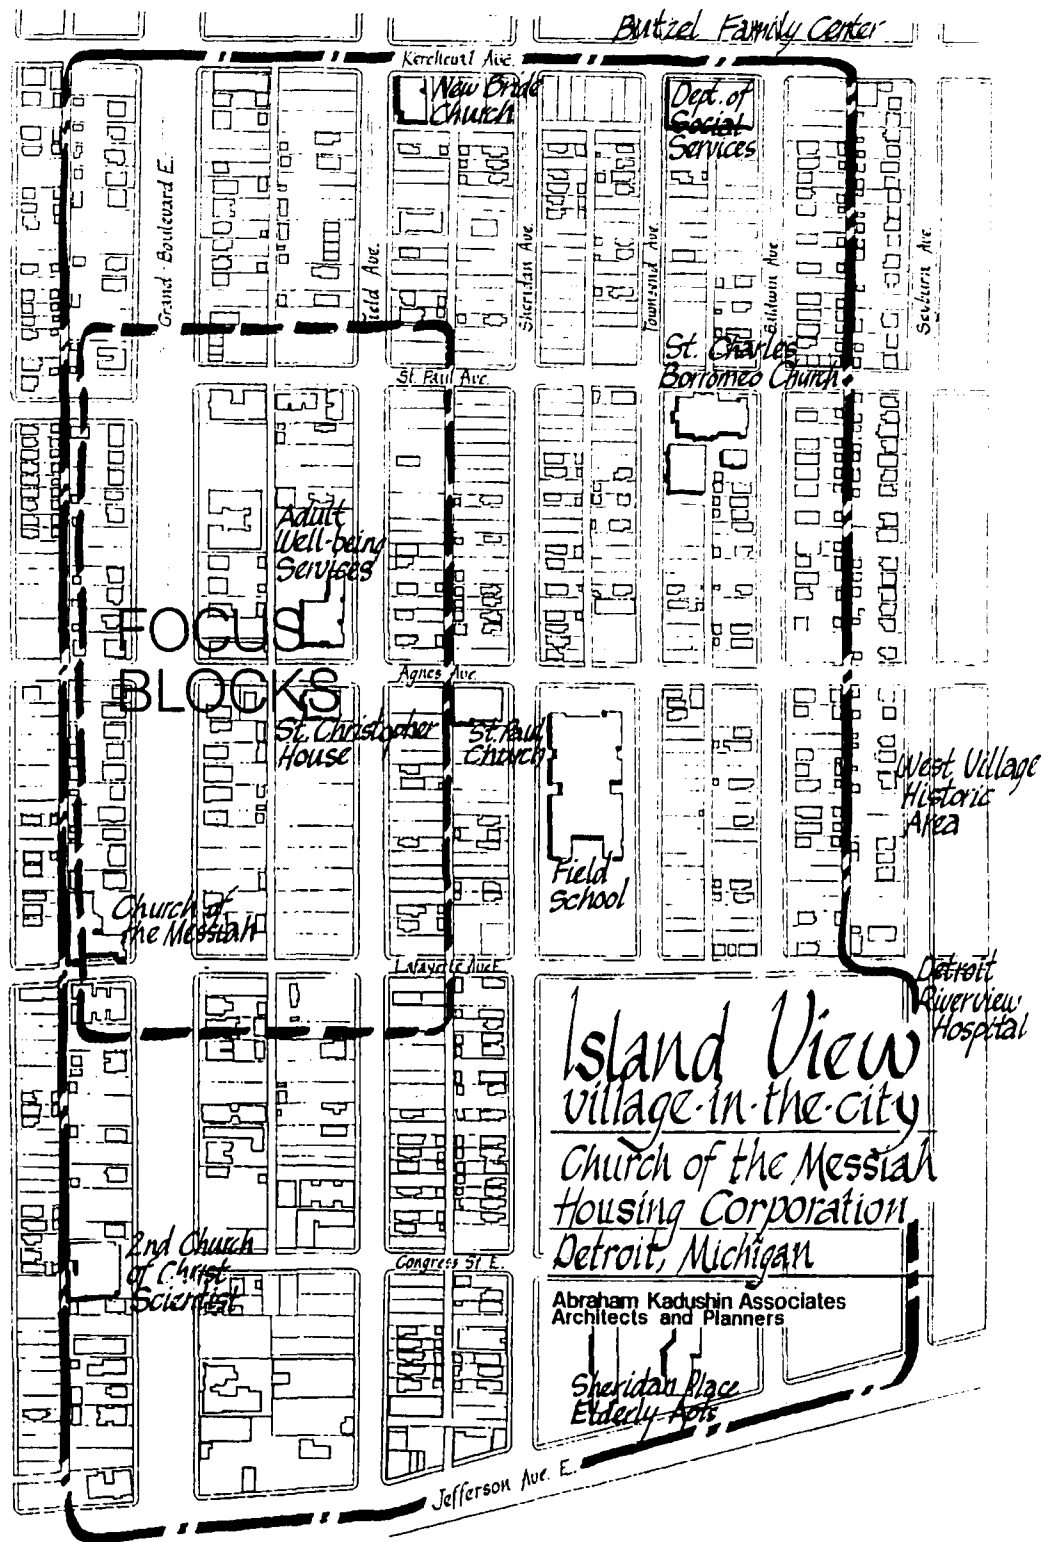 Butzel Family Center
Kercheval Ave.
New Bride
Church
Dept. of
Social
Services
Grand Boulevard E.
Field Ave.
Sheridan Ave.
Townsend Ave.
Baldwin Ave
Seyburn Ave.
St. Charles
Borromeo Church
St. Paul Ave.
Adult
Well-being
Services
FOCUS
BLOCKS
Agnes Ave.
St. Christopher
House
St. Paul
Church
West Village
Historic
Area
Field
School
Church of
the Messiah
Lafayette Ave E.
Detroit
Riverview
Hospital
Island View
village-in-the-city
Church of the Messiah
Housing Corporation
Detroit, Michigan
2nd Church
of Christ
Scientist
Congress St E.
Abraham Kadushin Associates
Architects and Planners
Sheridan Place
Elderly Apts
Jefferson Ave. E.